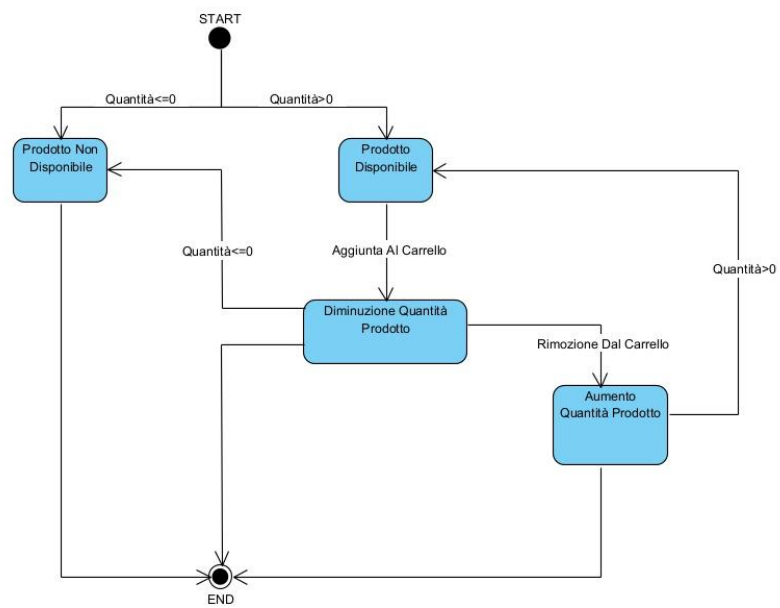 START
Quantità<=0
Quantità>0
Prodotto Non
Disponibile
Prodotto
Disponibile
Quantità<=0
Aggiunta Al Carrello
Quantità>0
Diminuzione Quantità
Prodotto
Rimozione Dal Carrello
Aumento
Quantità Prodotto
END